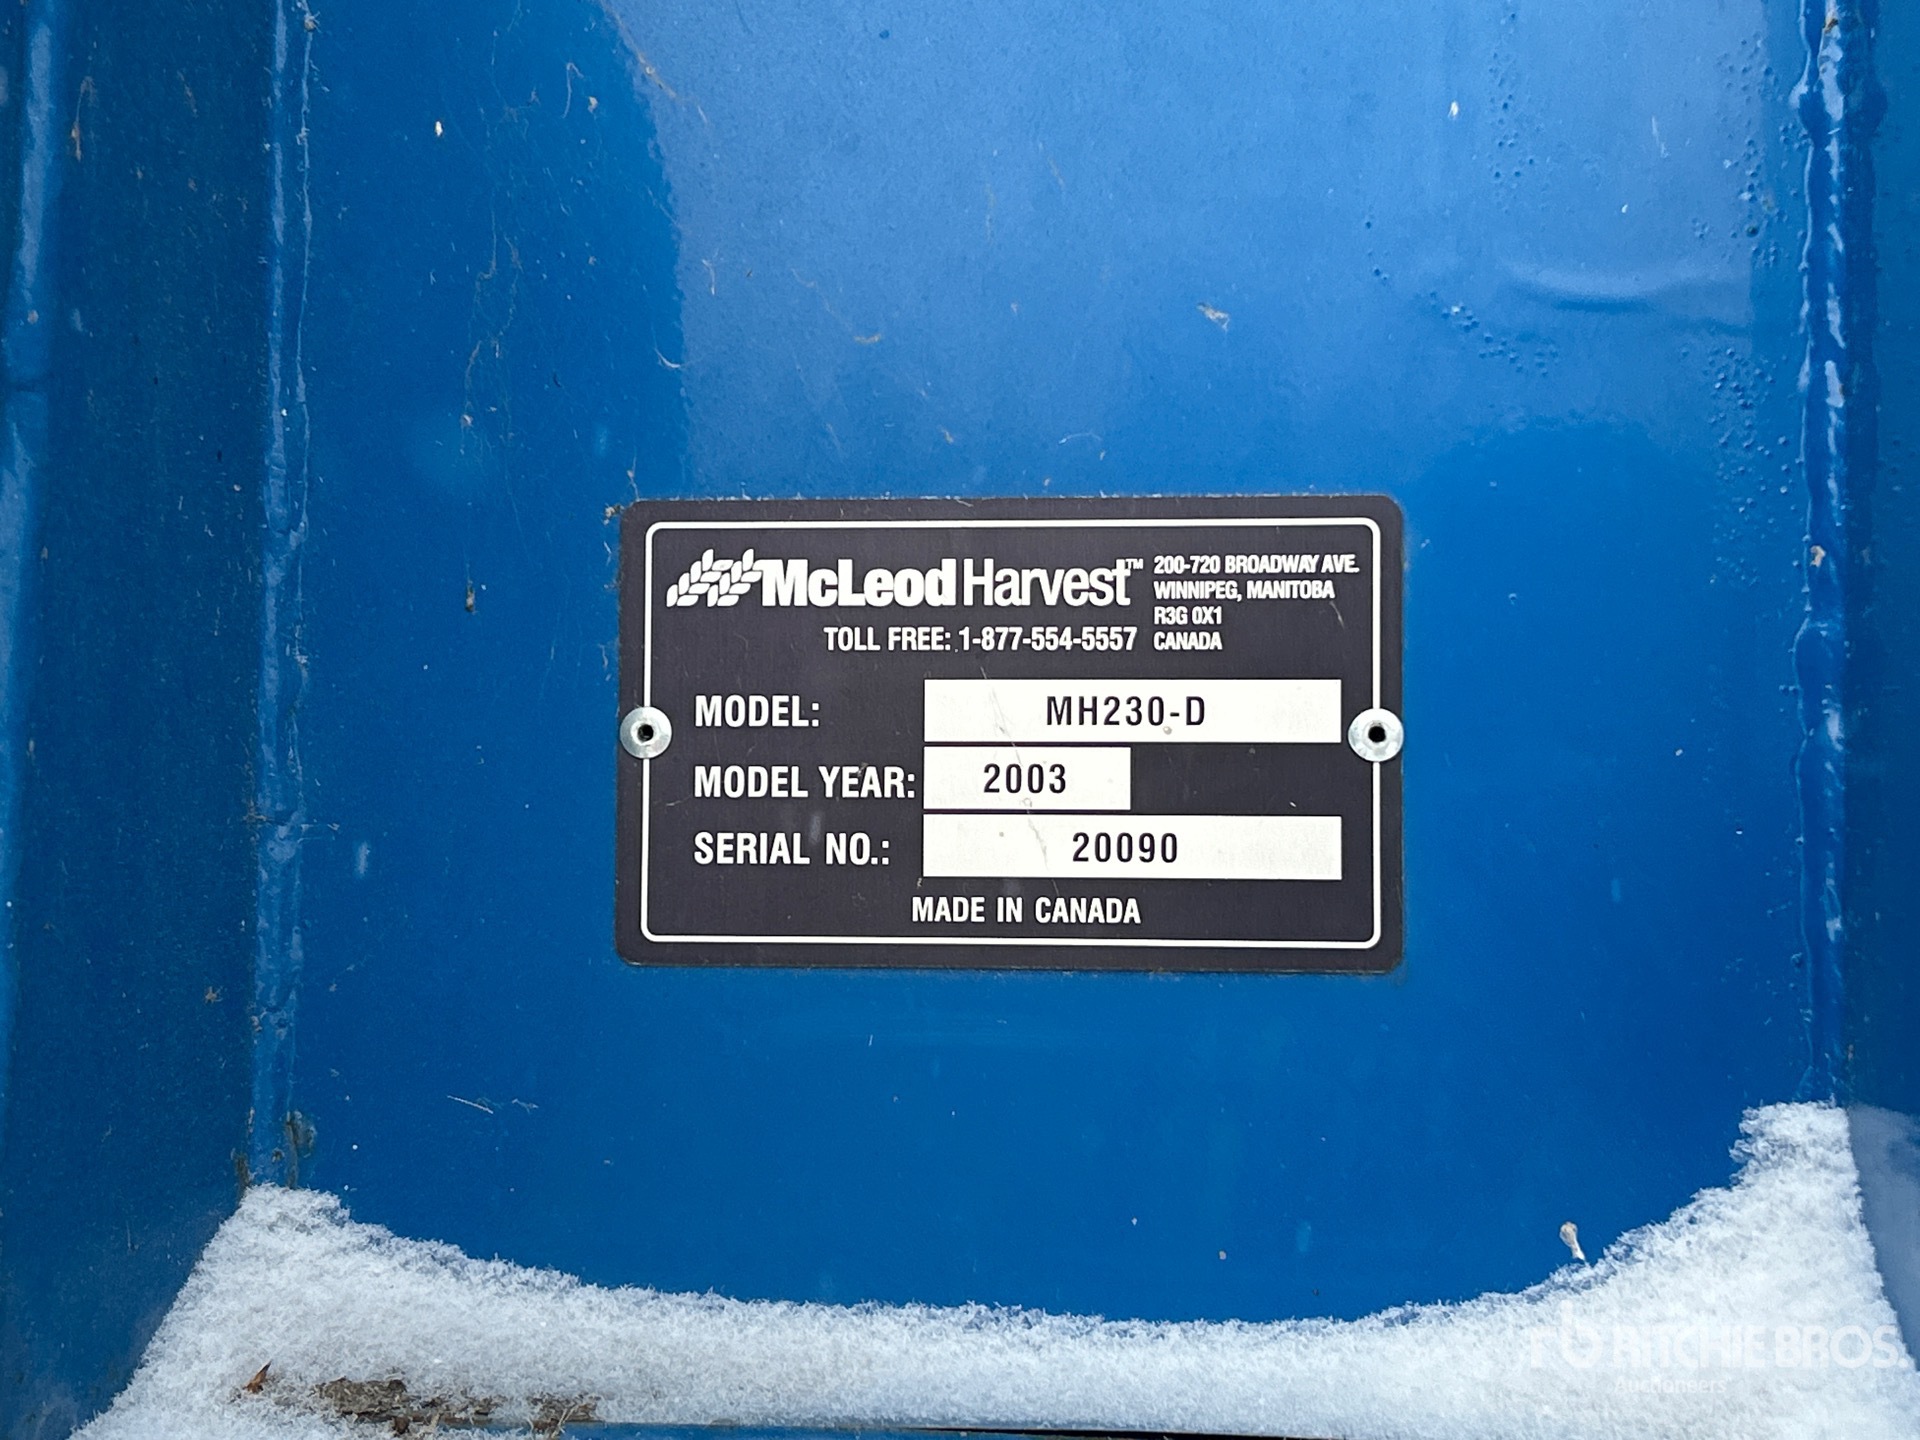 McLeod Harvest™
200-720 BROADWAY AVE.
WINNIPEG, MANITOBA
R3G 0X1
CANADA
TOLL FREE: 1-877-554-5557
MODEL: MH230-D
MODEL YEAR: 2003
SERIAL NO.: 20090
MADE IN CANADA
rb RITCHIE BROS.
Auctioneers